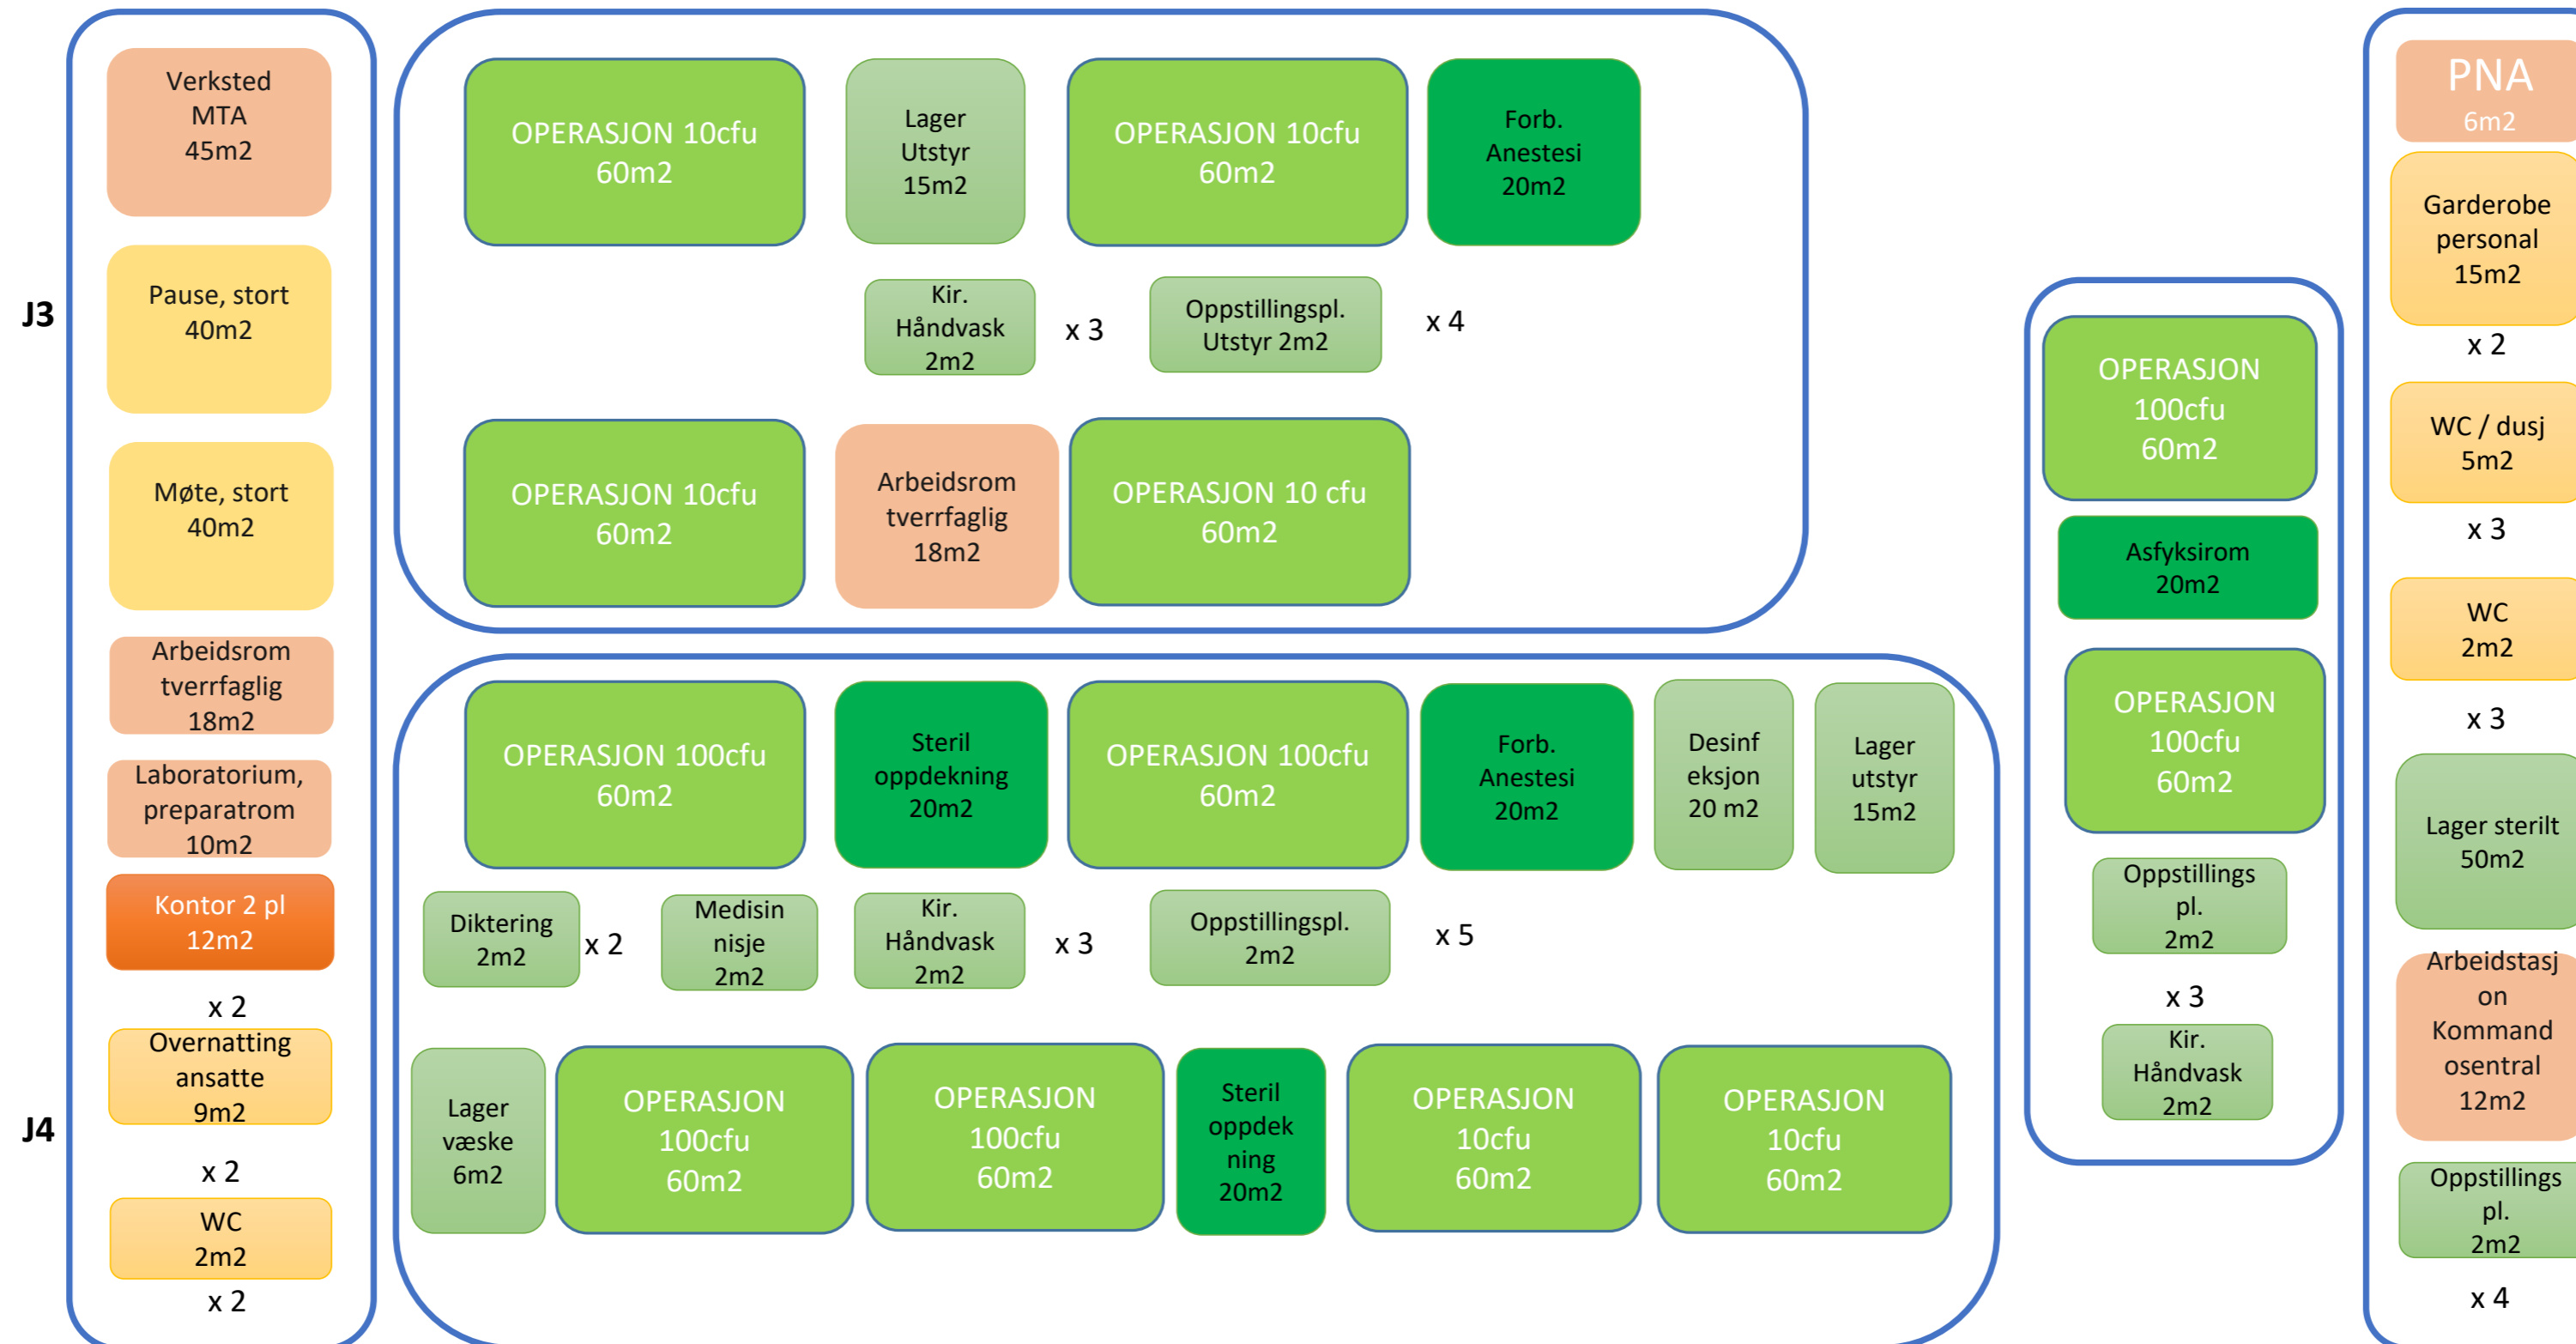 J3
J4
Verksted
MTA
45m2
Pause, stort
40m2
Møte, stort
40m2
Arbeidsrom
tverrfaglig
18m2
Laboratorium,
preparatrom
10m2
Kontor 2 pl
12m2
x 2
Overnatting
ansatte
9m2
x 2
WC
2m2
x 2
OPERASJON 10cfu
60m2
Lager
Utstyr
15m2
OPERASJON 10cfu
60m2
Forb.
Anestesi
20m2
Kir.
Håndvask
2m2
x 3
Oppstillingspl.
Utstyr 2m2
x 4
OPERASJON 10cfu
60m2
Arbeidsrom
tverrfaglig
18m2
OPERASJON 10 cfu
60m2
OPERASJON 100cfu
60m2
Steril
oppdekning
20m2
OPERASJON 100cfu
60m2
Forb.
Anestesi
20m2
Desinf
eksjon
20 m2
Lager
utstyr
15m2
Diktering
2m2
x 2
Medisin
nisje
2m2
Kir.
Håndvask
2m2
x 3
Oppstillingspl.
2m2
x 5
Lager
væske
6m2
OPERASJON
100cfu
60m2
OPERASJON
100cfu
60m2
Steril
oppdek
ning
20m2
OPERASJON
10cfu
60m2
OPERASJON
10cfu
60m2
OPERASJON
100cfu
60m2
Asfyksirom
20m2
OPERASJON
100cfu
60m2
Oppstillings
pl.
2m2
x 3
Kir.
Håndvask
2m2
PNA
6m2
Garderobe
personal
15m2
x 2
WC / dusj
5m2
x 3
WC
2m2
x 3
Lager sterilt
50m2
Arbeidstasj
on
Kommand
osentral
12m2
Oppstillings
pl.
2m2
x 4